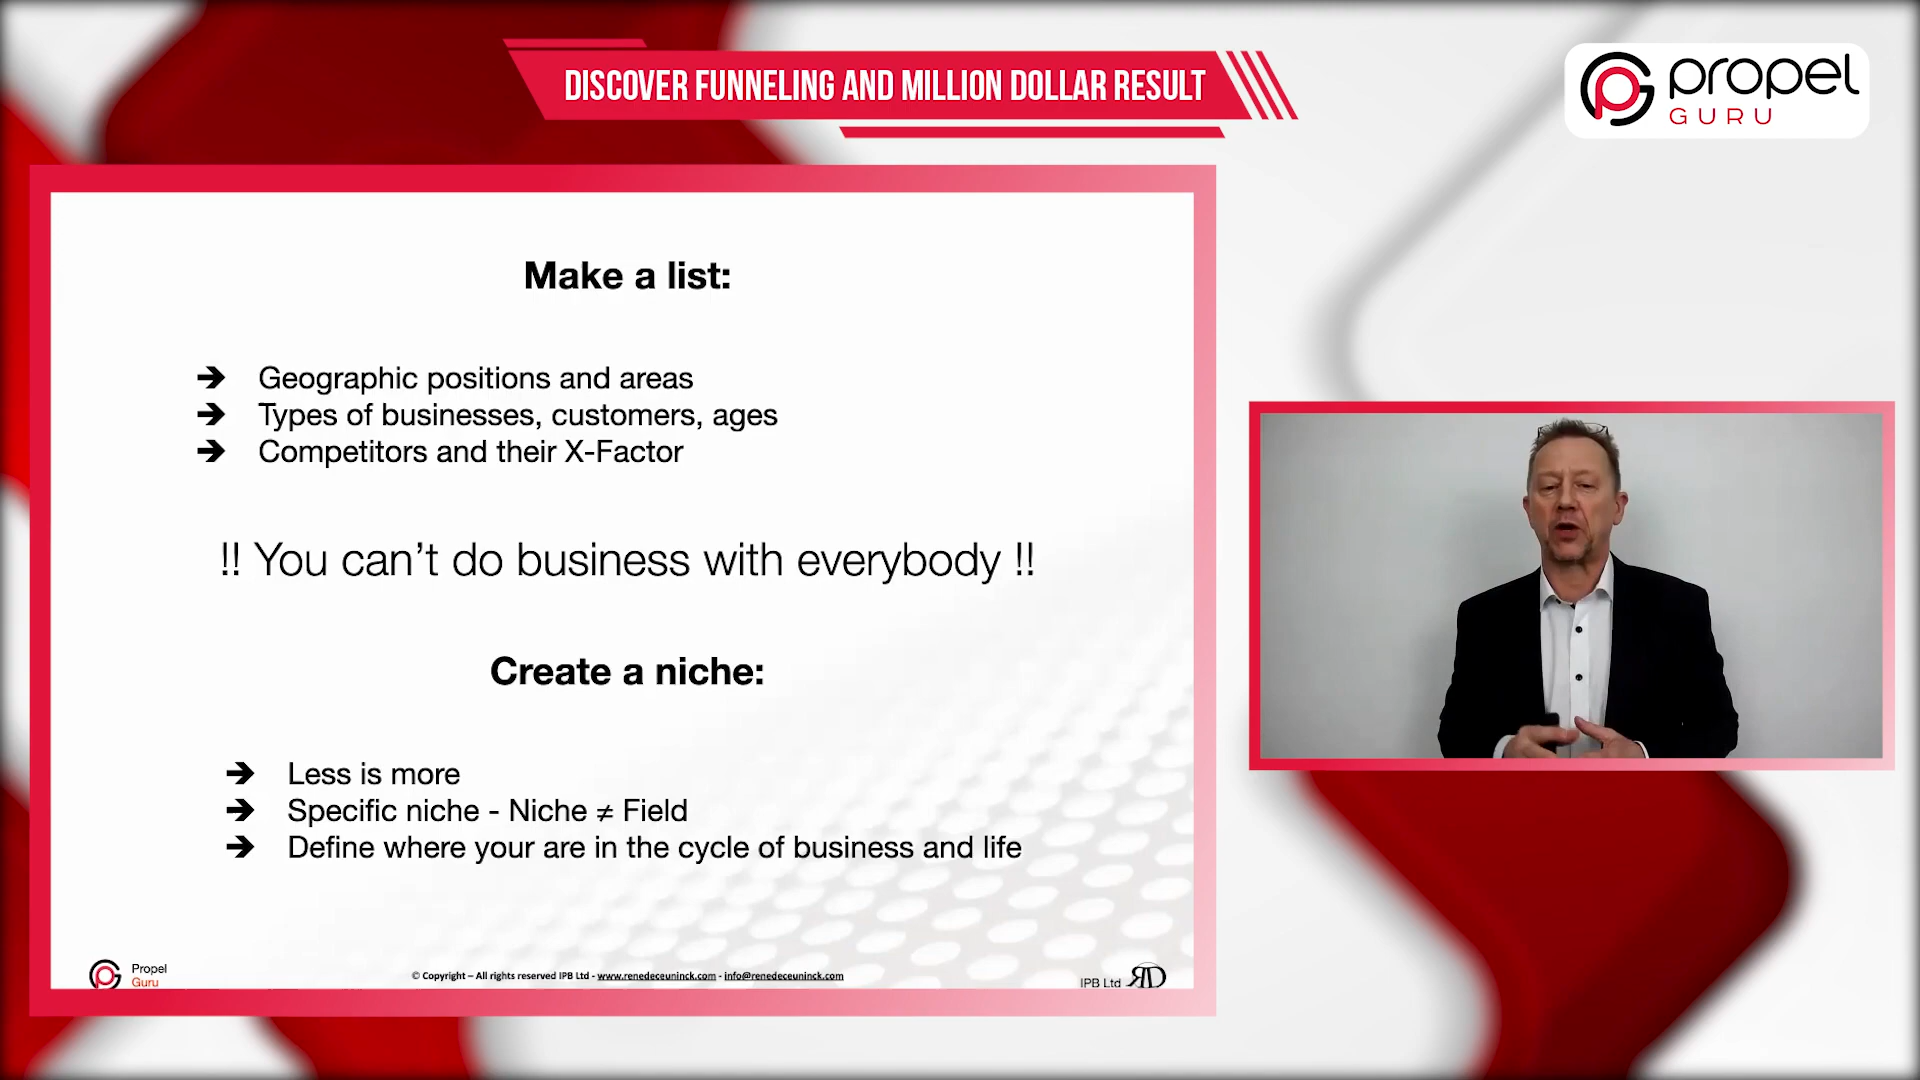 DISCOVER FUNNELING AND MILLION DOLLAR RESULT
propel
GURU
Make a list:
➔ Geographic positions and areas
➔ Types of businesses, customers, ages
➔ Competitors and their X-Factor
!! You can’t do business with everybody !!
Create a niche:
➔ Less is more
➔ Specific niche - Niche ≠ Field
➔ Define where your are in the cycle of business and life
Propel
Guru
© Copyright – All rights reserved IPB Ltd - www.renedeceuninck.com - info@renedeceuninck.com
IPB Ltd